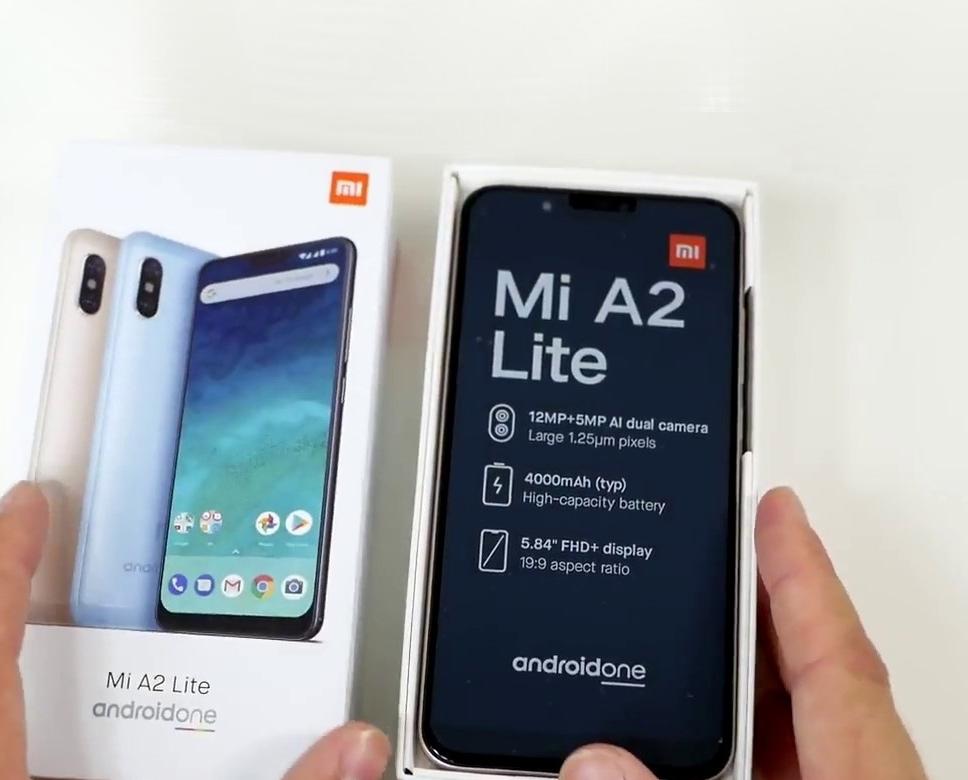 mi
Mi A2 Lite
androidone
mi
Mi A2
Lite
12MP+5MP AI dual camera
Large 1.25μm pixels
4000mAh (typ)
High-capacity battery
5.84" FHD+ display
19:9 aspect ratio
androidone